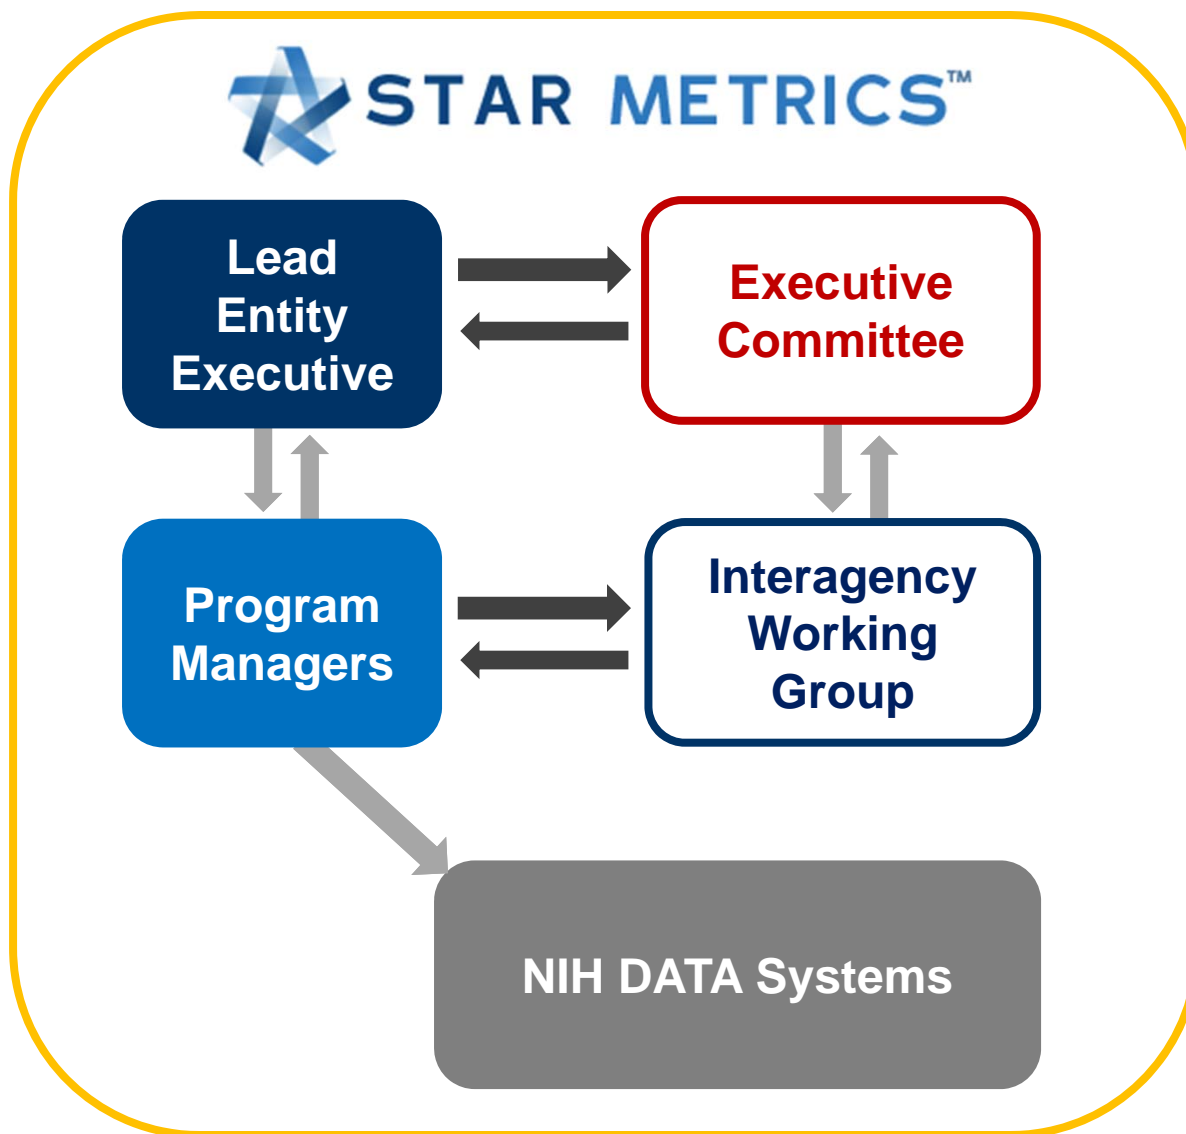 STAR METRICS™
Lead
Entity
Executive
Executive
Committee
Program
Managers
Interagency
Working
Group
NIH DATA Systems